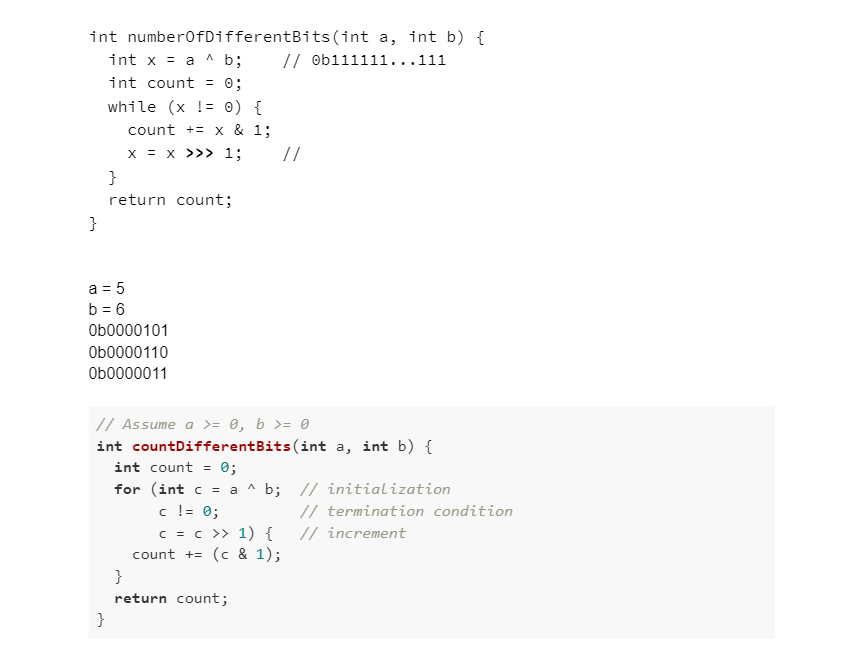 int numberOfDifferentBits(int a, int b) {
  int x = a ^ b;    // 0b111111...111
  int count = 0;
  while (x != 0) {
    count += x & 1;
    x = x >>> 1;    //
  }
  return count;
}
a = 5
b = 6
0b0000101
0b0000110
0b0000011
// Assume a >= 0, b >= 0
int countDifferentBits(int a, int b) {
  int count = 0;
  for (int c = a ^ b;  // initialization
       c != 0;         // termination condition
       c = c >> 1) {   // increment
    count += (c & 1);
  }
  return count;
}